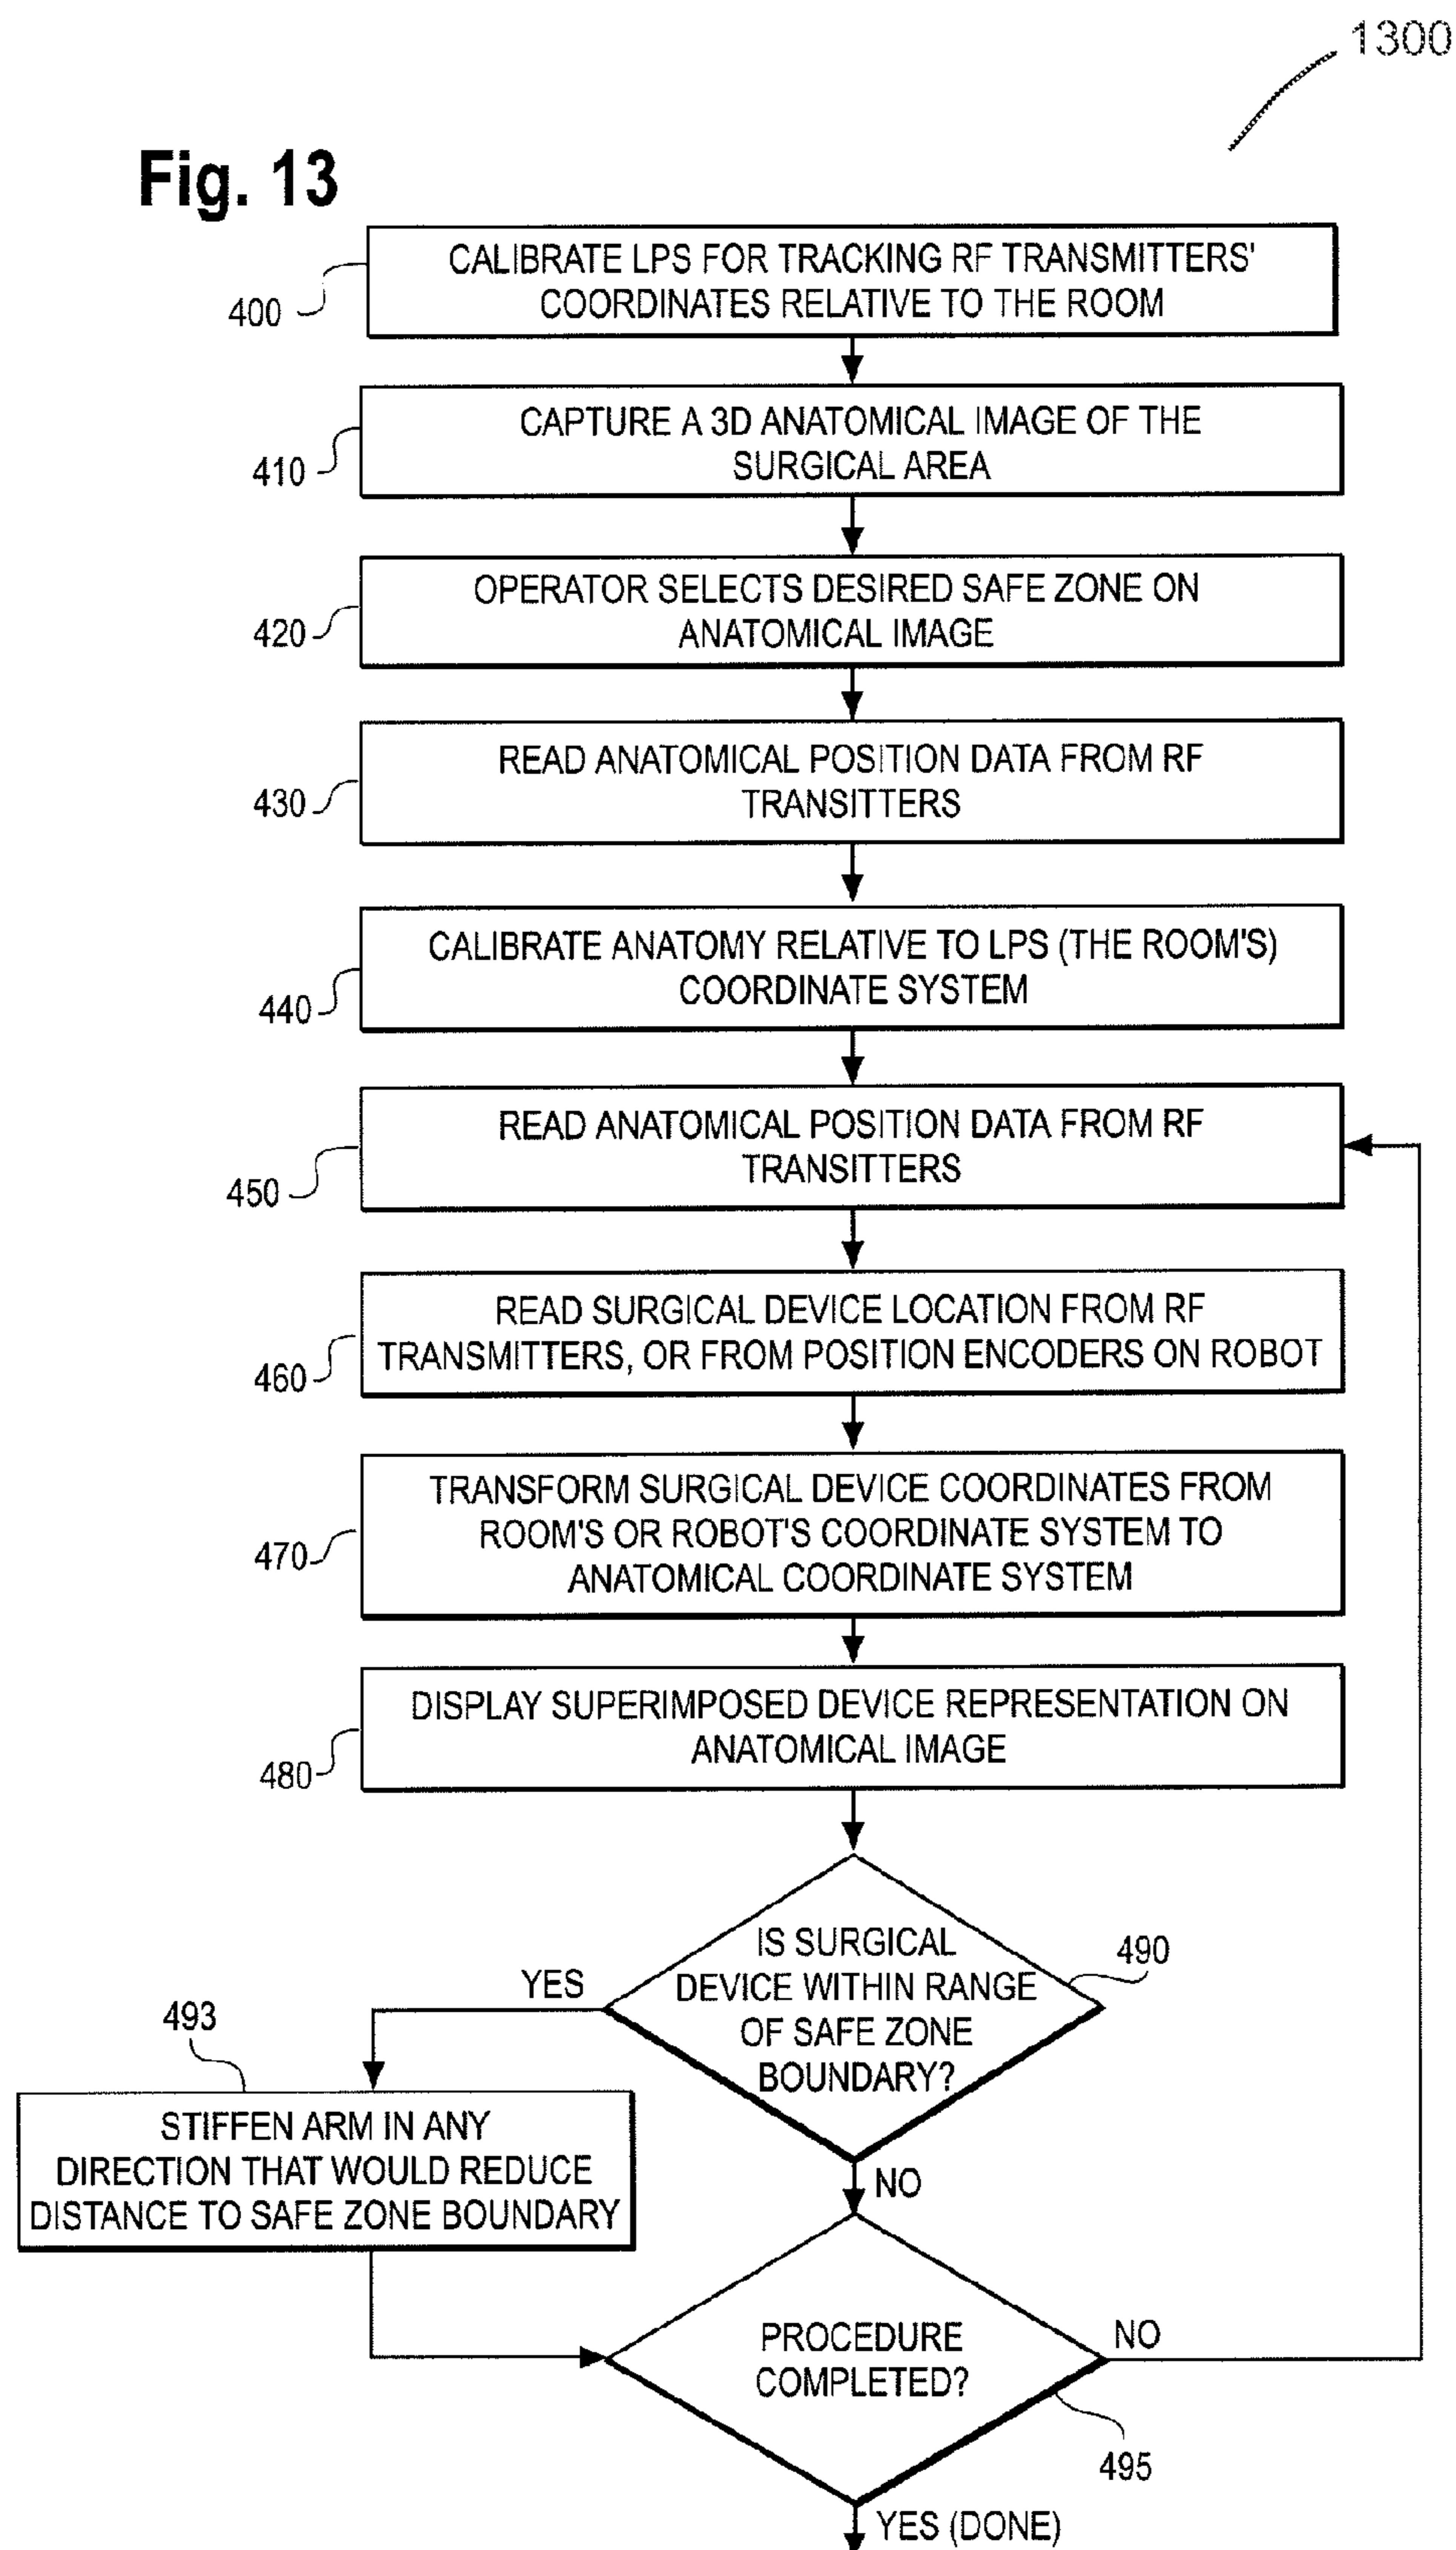 1300
Fig. 13
CALIBRATE LPS FOR TRACKING RF TRANSMITTERS'
COORDINATES RELATIVE TO THE ROOM
400
CAPTURE A 3D ANATOMICAL IMAGE OF THE
SURGICAL AREA
410
OPERATOR SELECTS DESIRED SAFE ZONE ON
ANATOMICAL IMAGE
420
READ ANATOMICAL POSITION DATA FROM RF
TRANSITTERS
430
CALIBRATE ANATOMY RELATIVE TO LPS (THE ROOM'S)
COORDINATE SYSTEM
440
READ ANATOMICAL POSITION DATA FROM RF
TRANSITTERS
450
READ SURGICAL DEVICE LOCATION FROM RF
TRANSMITTERS, OR FROM POSITION ENCODERS ON ROBOT
460
TRANSFORM SURGICAL DEVICE COORDINATES FROM
ROOM'S OR ROBOT'S COORDINATE SYSTEM TO
ANATOMICAL COORDINATE SYSTEM
470
DISPLAY SUPERIMPOSED DEVICE REPRESENTATION ON
ANATOMICAL IMAGE
480
IS SURGICAL
DEVICE WITHIN RANGE
OF SAFE ZONE
BOUNDARY?
490
YES
493
STIFFEN ARM IN ANY
DIRECTION THAT WOULD REDUCE
DISTANCE TO SAFE ZONE BOUNDARY
NO
PROCEDURE
COMPLETED?
NO
495
YES (DONE)